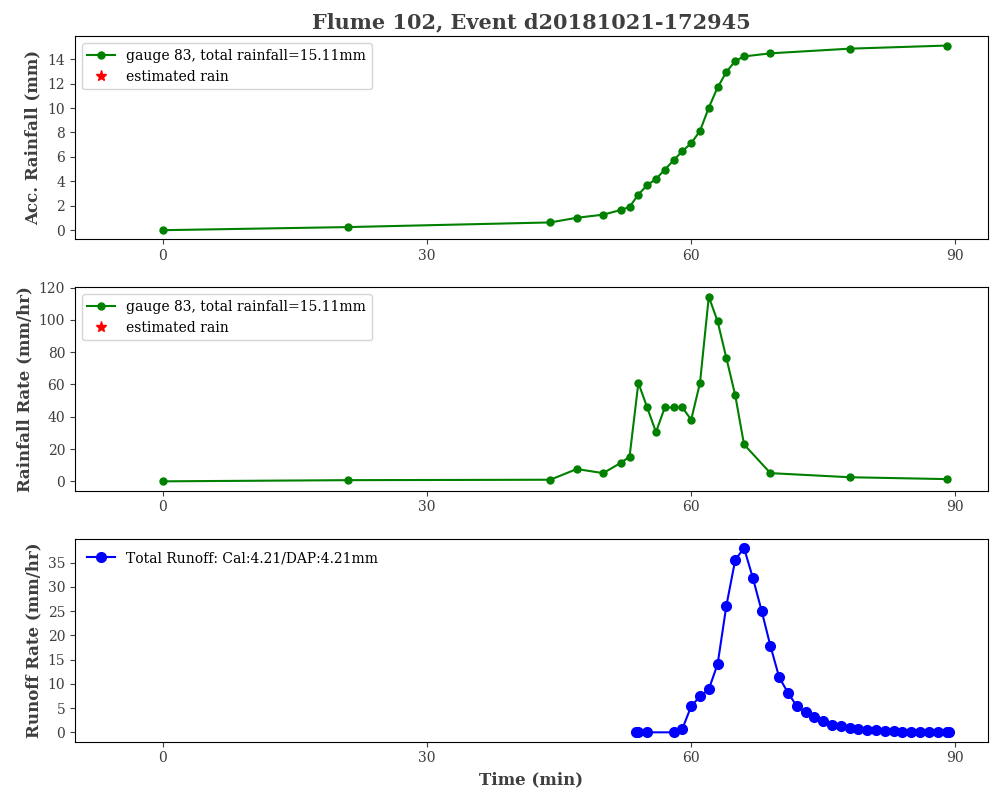 Flume 102, Event d20181021-172945
Acc. Rainfall (mm)
14
12
10
8
6
4
2
0
gauge 83, total rainfall=15.11mm
estimated rain
0 30 60 90
Rainfall Rate (mm/hr)
120
100
80
60
40
20
0
gauge 83, total rainfall=15.11mm
estimated rain
0 30 60 90
Runoff Rate (mm/hr)
35
30
25
20
15
10
5
0
Total Runoff: Cal:4.21/DAP:4.21mm
0 30 60 90
Time (min)